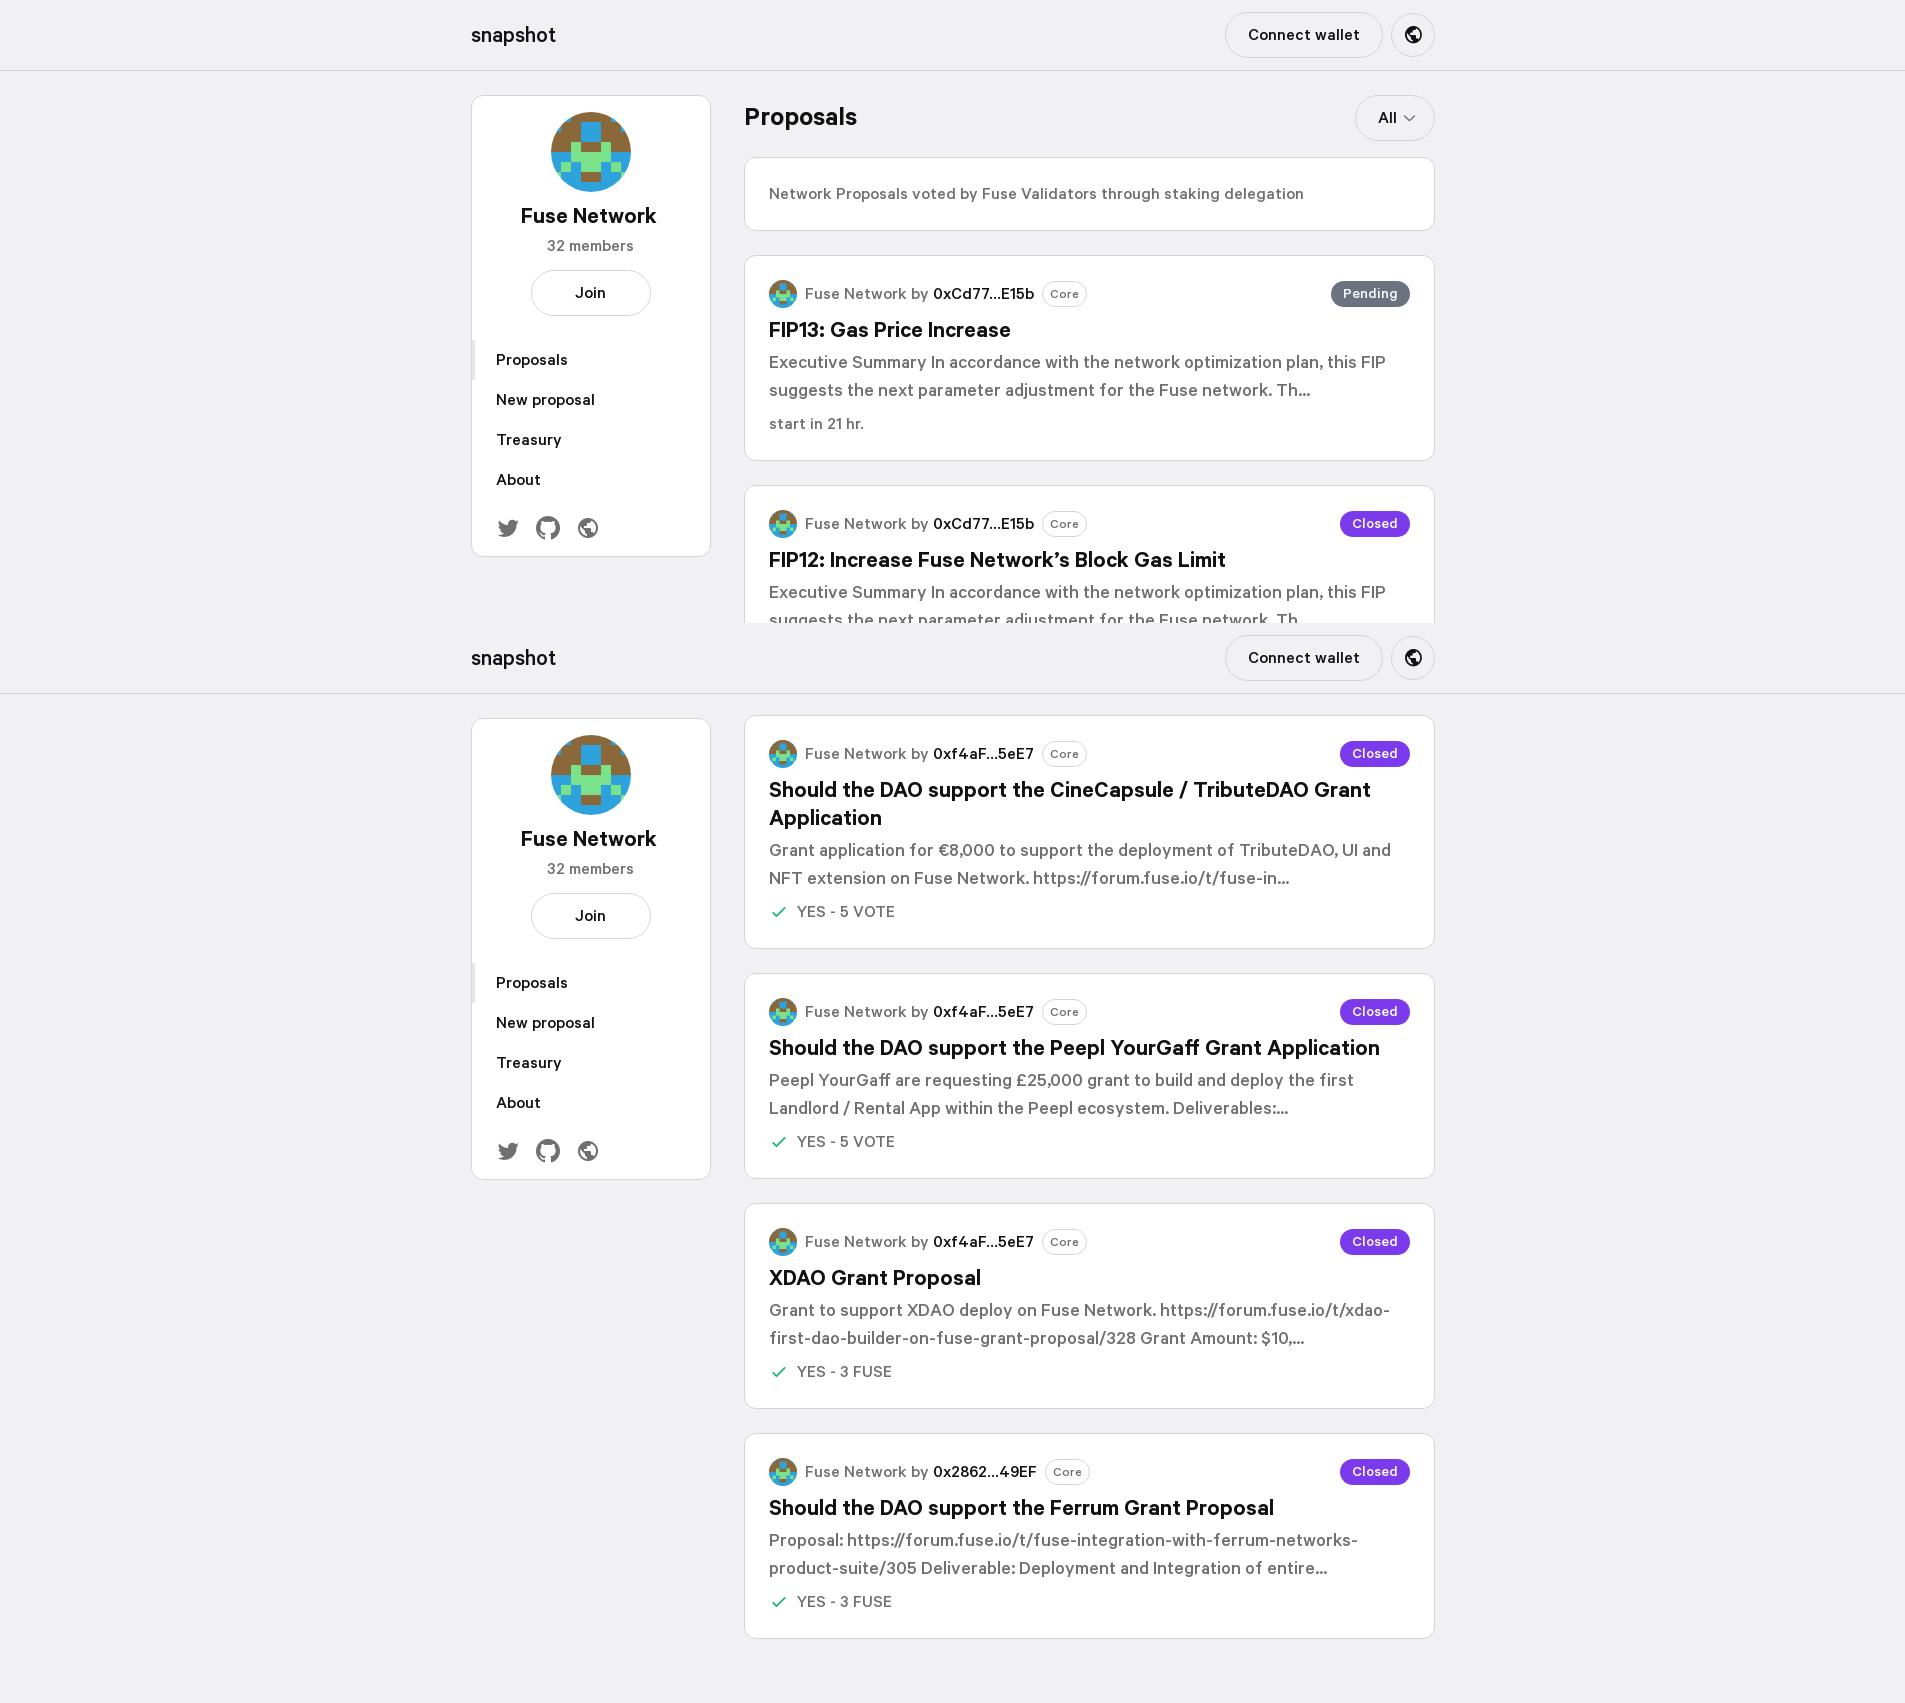 snapshot
Connect wallet
Fuse Network
32 members
Join
Proposals
New proposal
Treasury
About
Proposals
All
Network Proposals voted by Fuse Validators through staking delegation
Fuse Network by 0xCd77...E15b Core
Pending
FIP13: Gas Price Increase
Executive Summary In accordance with the network optimization plan, this FIP
suggests the next parameter adjustment for the Fuse network. Th...
start in 21 hr.
Fuse Network by 0xCd77...E15b Core
Closed
FIP12: Increase Fuse Network’s Block Gas Limit
Executive Summary In accordance with the network optimization plan, this FIP
suggests the next parameter adjustment for the Fuse network. Th
snapshot
Connect wallet
Fuse Network
32 members
Join
Proposals
New proposal
Treasury
About
Fuse Network by 0xf4aF...5eE7 Core
Closed
Should the DAO support the CineCapsule / TributeDAO Grant
Application
Grant application for €8,000 to support the deployment of TributeDAO, UI and
NFT extension on Fuse Network. https://forum.fuse.io/t/fuse-in...
YES - 5 VOTE
Fuse Network by 0xf4aF...5eE7 Core
Closed
Should the DAO support the Peepl YourGaff Grant Application
Peepl YourGaff are requesting £25,000 grant to build and deploy the first
Landlord / Rental App within the Peepl ecosystem. Deliverables:...
YES - 5 VOTE
Fuse Network by 0xf4aF...5eE7 Core
Closed
XDAO Grant Proposal
Grant to support XDAO deploy on Fuse Network. https://forum.fuse.io/t/xdao-
first-dao-builder-on-fuse-grant-proposal/328 Grant Amount: $10,...
YES - 3 FUSE
Fuse Network by 0x2862...49EF Core
Closed
Should the DAO support the Ferrum Grant Proposal
Proposal: https://forum.fuse.io/t/fuse-integration-with-ferrum-networks-
product-suite/305 Deliverable: Deployment and Integration of entire...
YES - 3 FUSE